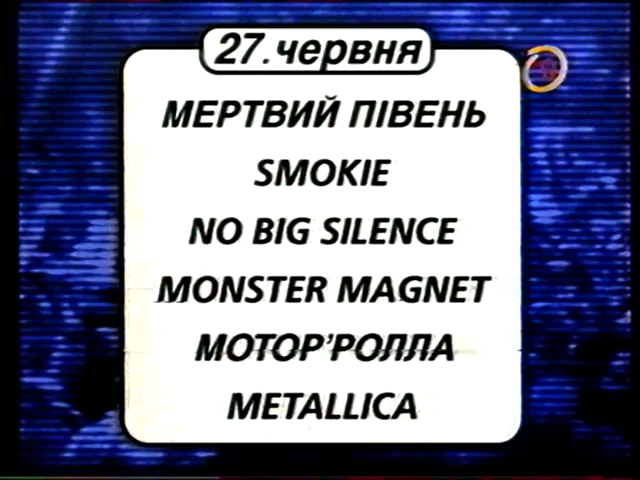 27.червня
МЕРТВИЙ ПІВЕНЬ
SMOKIE
NO BIG SILENCE
MONSTER MAGNET
МОТОР’РОЛЛА
METALLICA